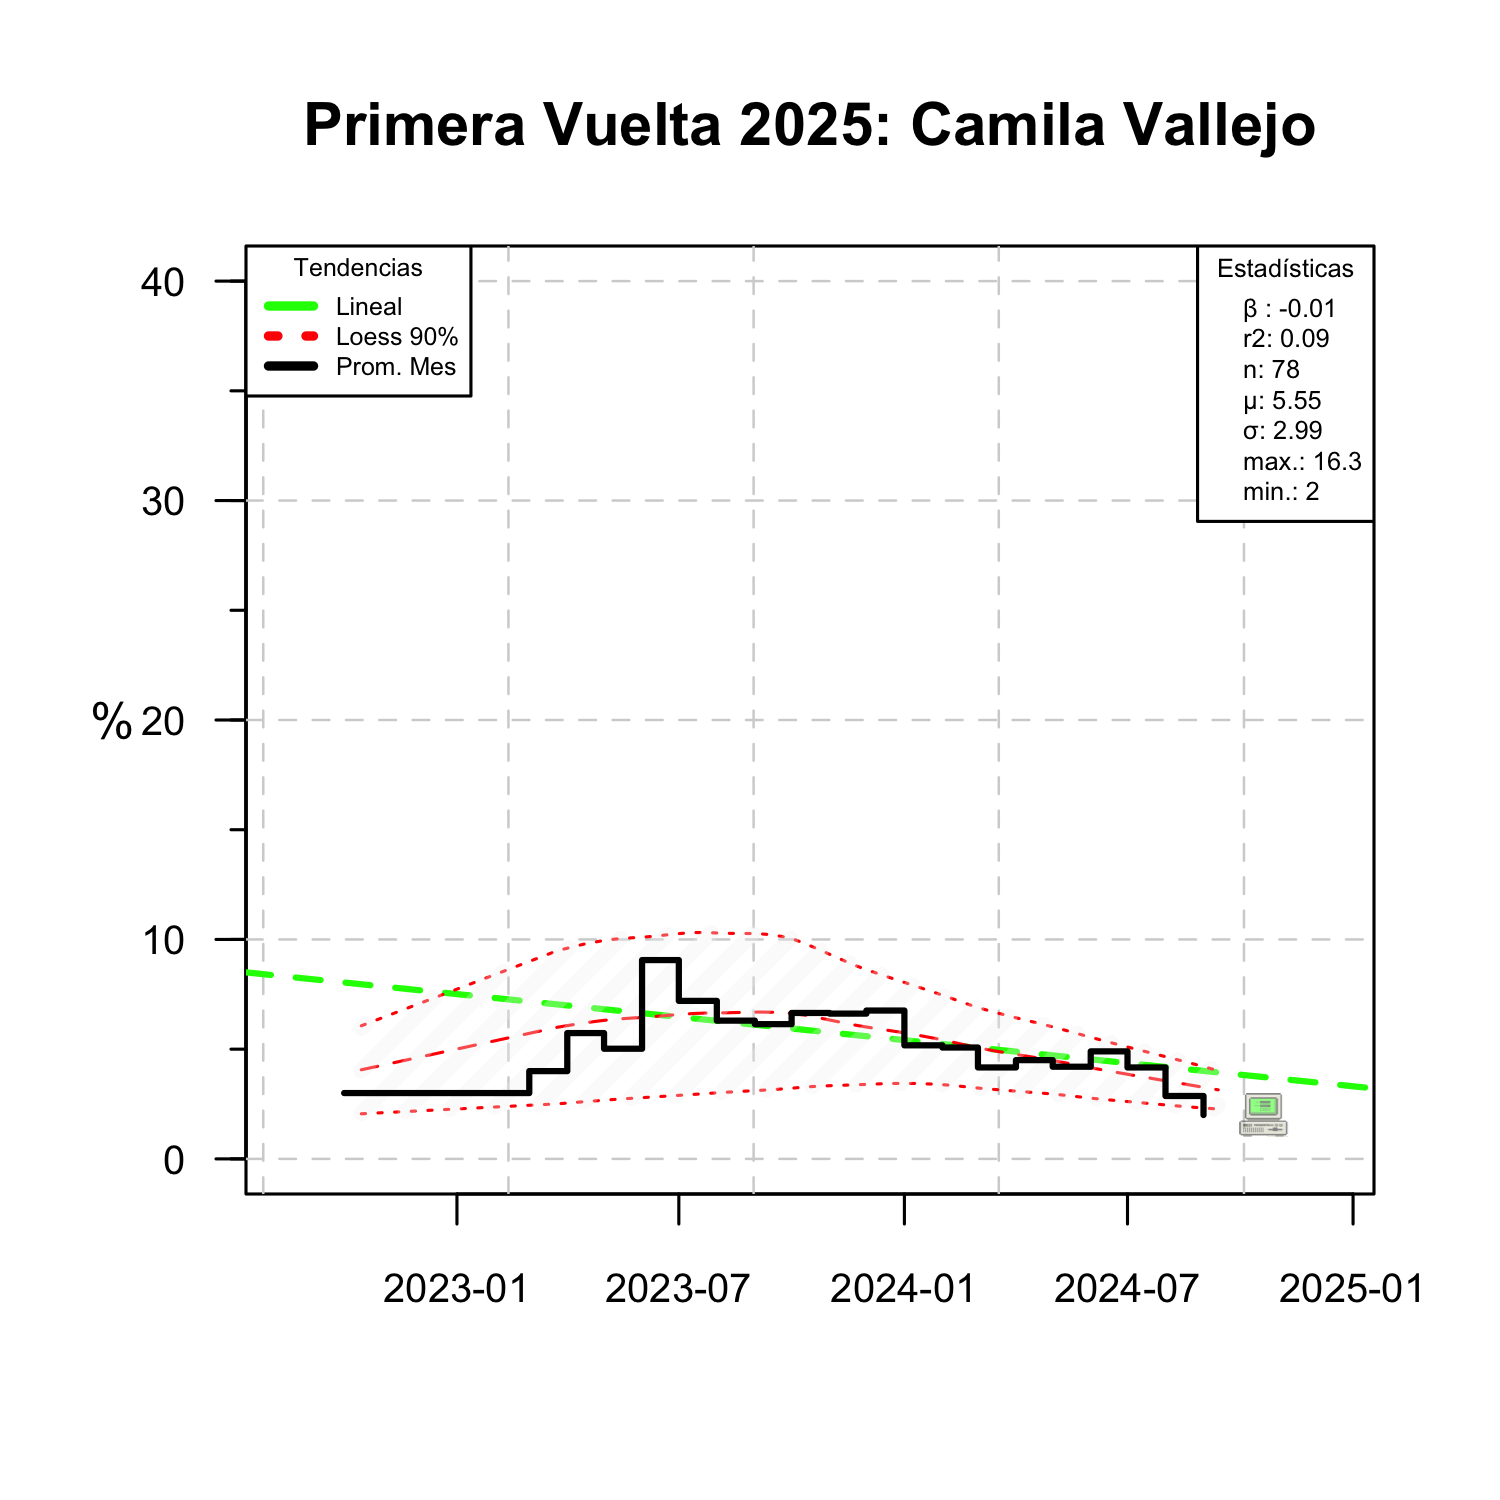 Primera Vuelta 2025: Camila Vallejo
Tendencias
Lineal
Loess 90%
Prom. Mes
Estadísticas
β : -0.01
r2: 0.09
n: 78
μ: 5.55
σ: 2.99
max.: 16.3
min.: 2
40
30
20
10
0
%
2023-01
2023-07
2024-01
2024-07
2025-01